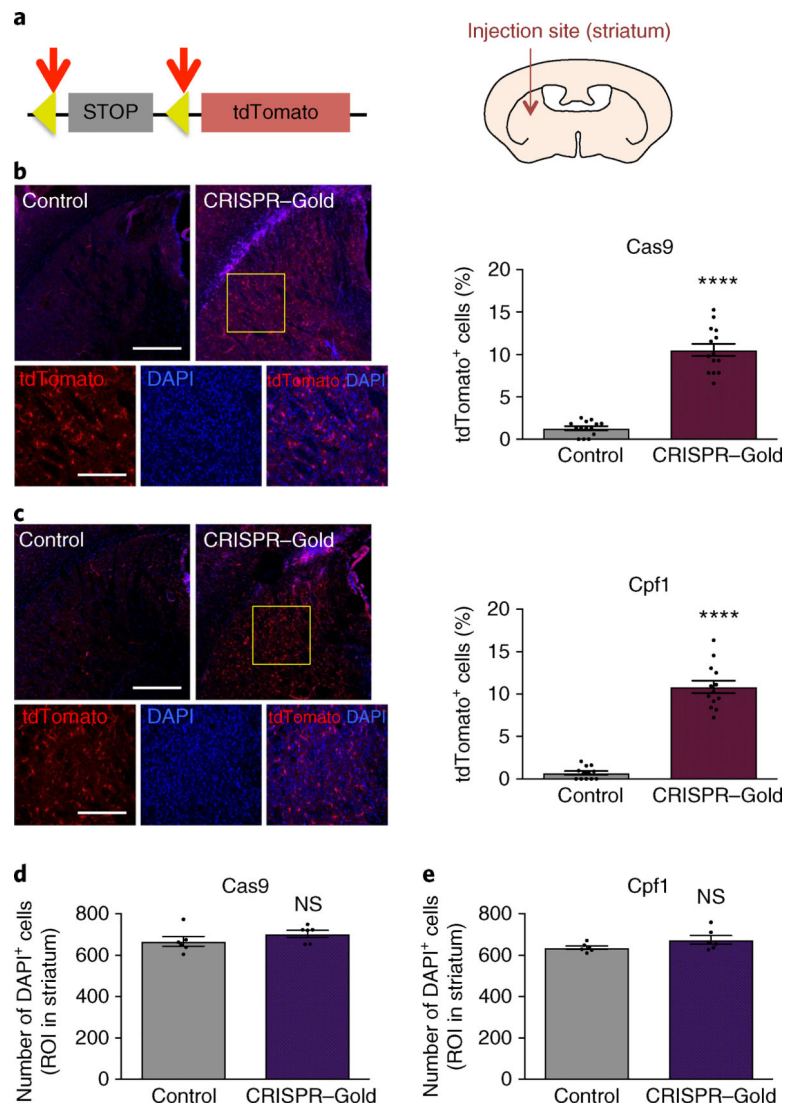 a
Injection site (striatum)
STOP
tdTomato
b
Control
CRISPR–Gold
tdTomato
DAPI
tdTomato DAPI
Cas9
tdTomato+ cells (%)
20
15
10
5
0
****
Control
CRISPR–Gold
c
Control
CRISPR–Gold
tdTomato
DAPI
tdTomato DAPI
Cpf1
tdTomato+ cells (%)
20
15
10
5
0
****
Control
CRISPR–Gold
d
Cas9
Number of DAPI+ cells
(ROI in striatum)
800
600
400
200
0
NS
Control
CRISPR–Gold
e
Cpf1
Number of DAPI+ cells
(ROI in striatum)
800
600
400
200
0
NS
Control
CRISPR–Gold